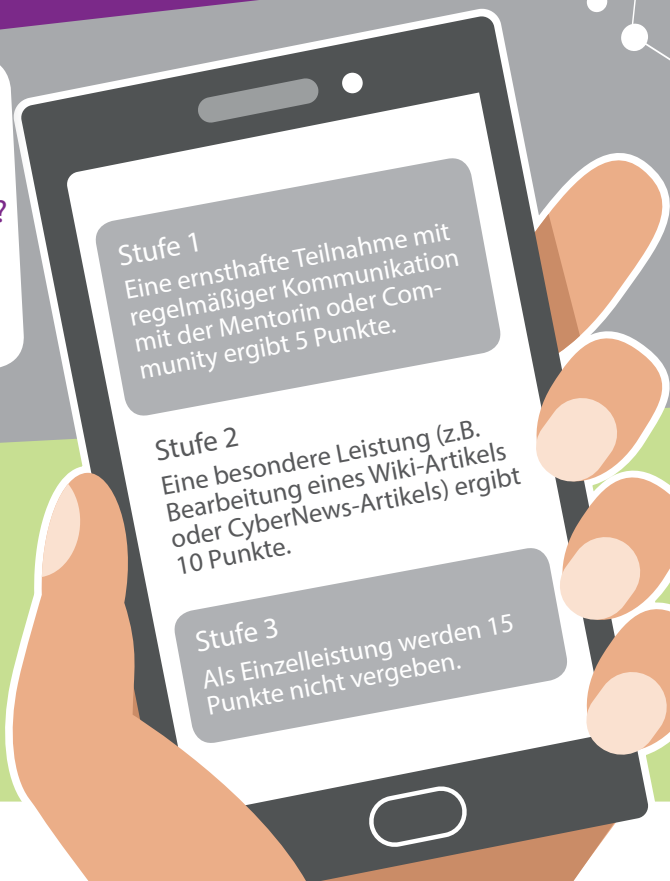 ?
Stufe 1
Eine ernsthafte Teilnahme mit
regelmäßiger Kommunikation
mit der Mentorin oder Com-
munity ergibt 5 Punkte.
Stufe 2
Eine besondere Leistung (z.B.
Bearbeitung eines Wiki-Artikels
oder CyberNews-Artikels) ergibt
10 Punkte.
Stufe 3
Als Einzelleistung werden 15
Punkte nicht vergeben.